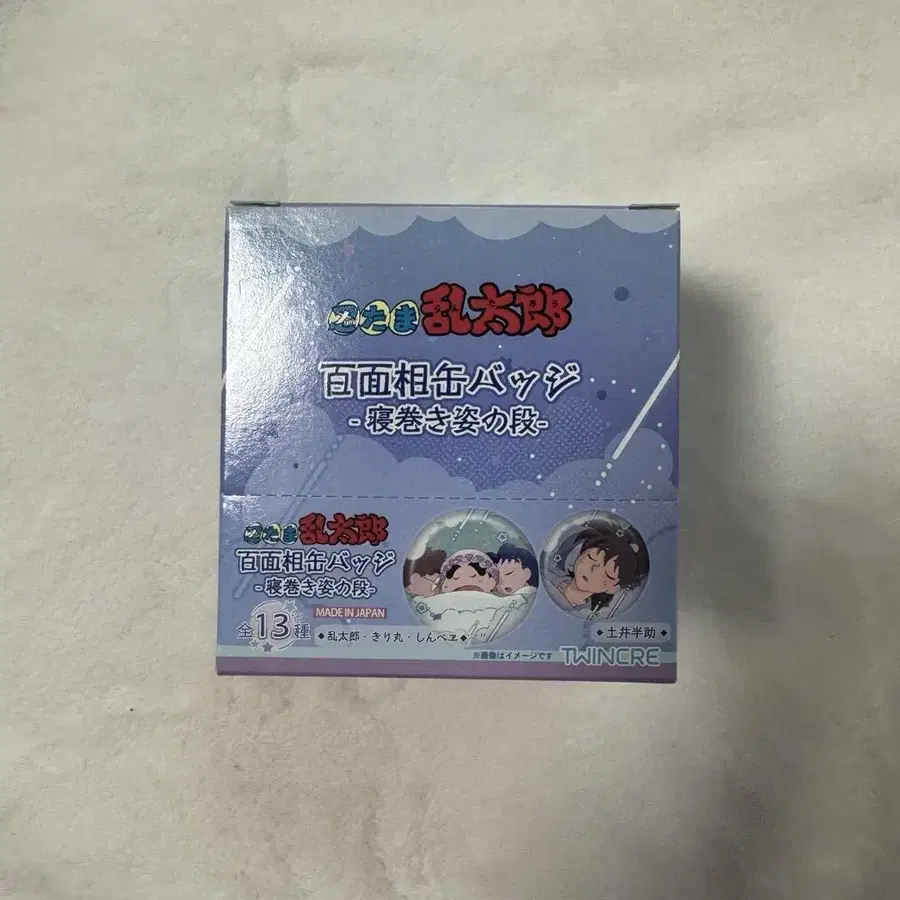 忍たま乱太郎
百面相缶バッジ
-寝巻き姿の段-
忍たま乱太郎
百面相缶バッジ
-寝巻き姿の段-
MADE IN JAPAN
全13種
◆乱太郎・きり丸・しんべヱ◆
◆土井半助◆
※画像はイメージです
TWINCRE